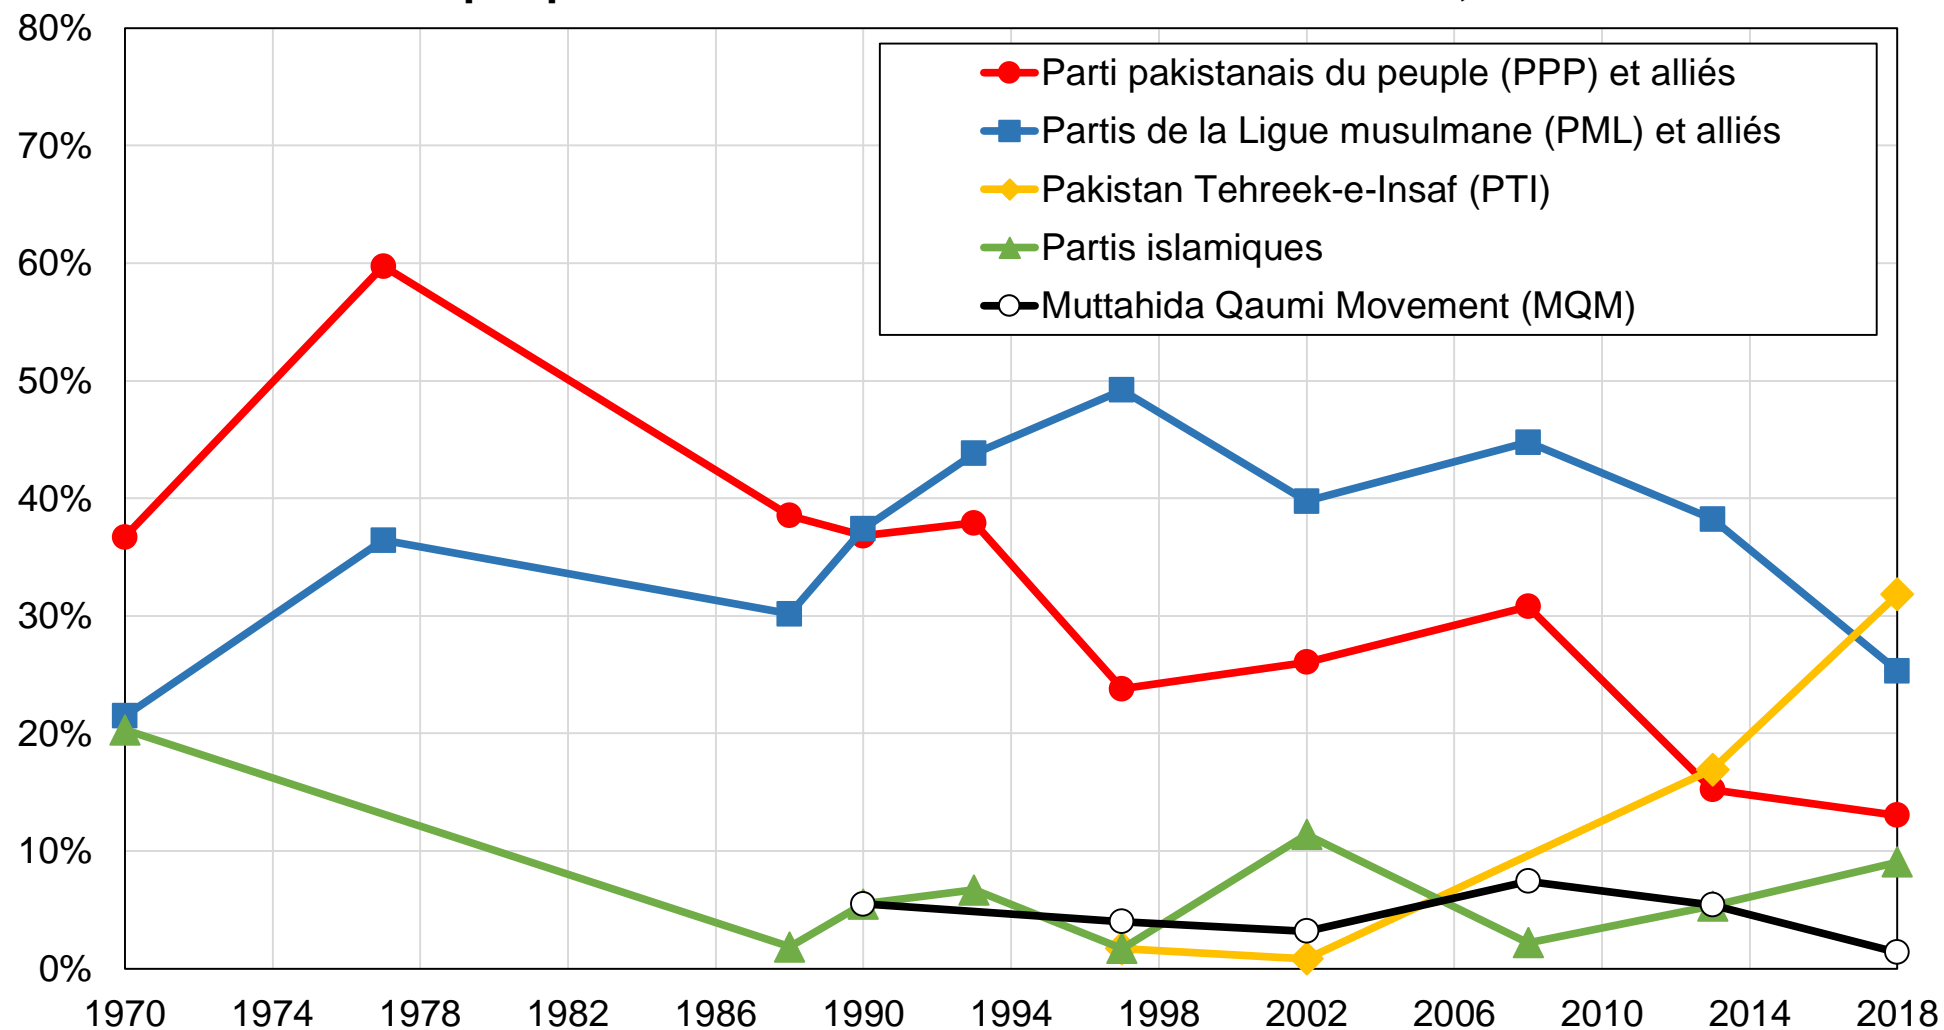 80%
70%
60%
50%
40%
30%
20%
10%
0%
Parti pakistanais du peuple (PPP) et alliés
Partis de la Ligue musulmane (PML) et alliés
Pakistan Tehreek-e-Insaf (PTI)
Partis islamiques
Muttahida Qaumi Movement (MQM)
1970 1974 1978 1982 1986 1990 1994 1998 2002 2006 2010 2014 2018